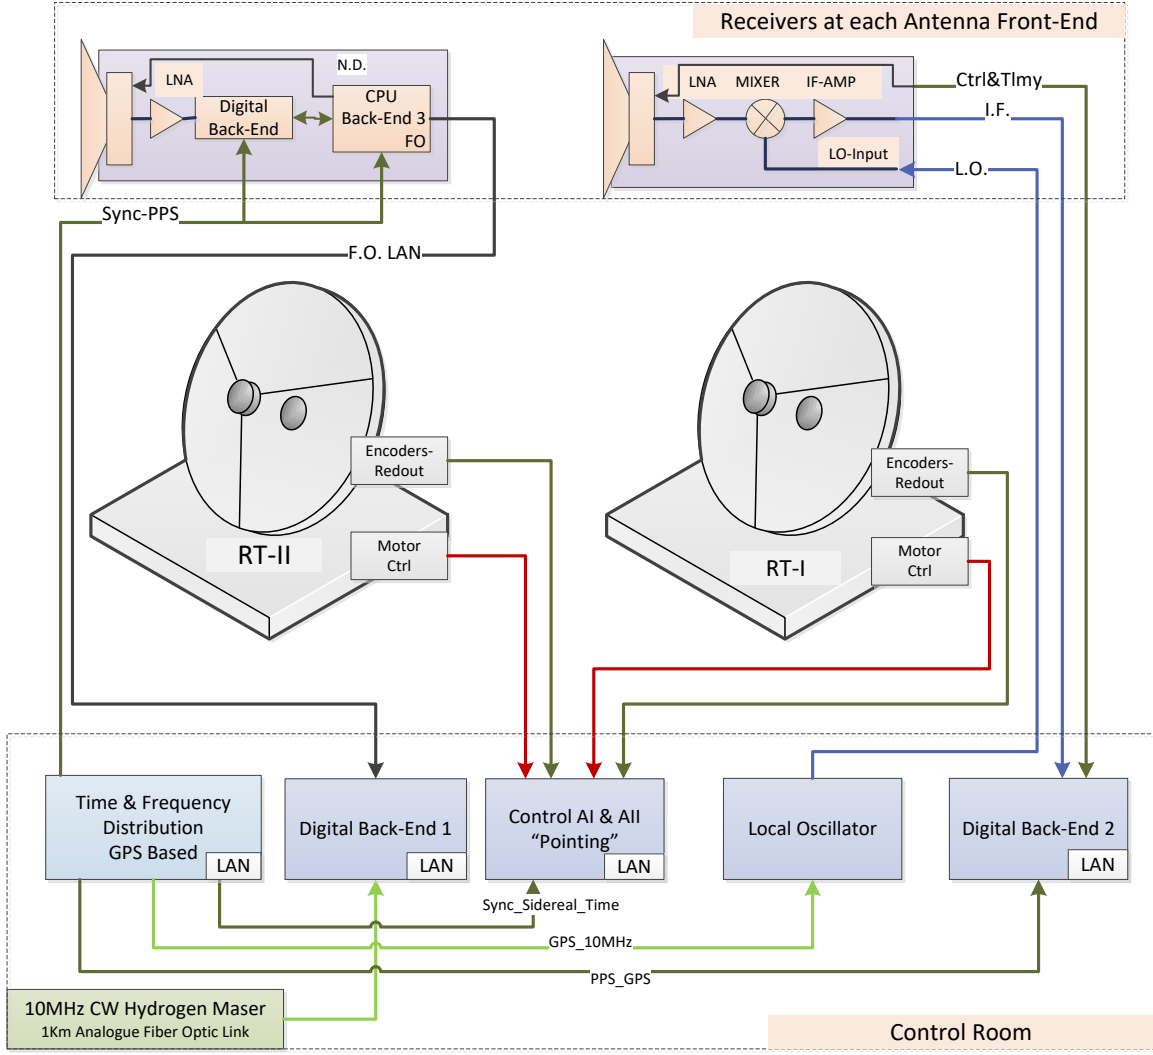 Receivers at each Antenna Front-End
N.D.
LNA
CPU
Back-End 3
FO
Digital
Back-End
LNA
MIXER
IF-AMP
Ctrl&Tlmy
I.F.
LO-Input
L.O.
Sync-PPS
F.O. LAN
Encoders-
Redout
Encoders-
Redout
RT-II
Motor
Ctrl
RT-I
Motor
Ctrl
Time & Frequency
Distribution
GPS Based
LAN
Digital Back-End 1
LAN
Control AI & AII
“Pointing”
LAN
Local Oscillator
Digital Back-End 2
LAN
Sync_Sidereal_Time
GPS_10MHz
PPS_GPS
10MHz CW Hydrogen Maser
1Km Analogue Fiber Optic Link
Control Room